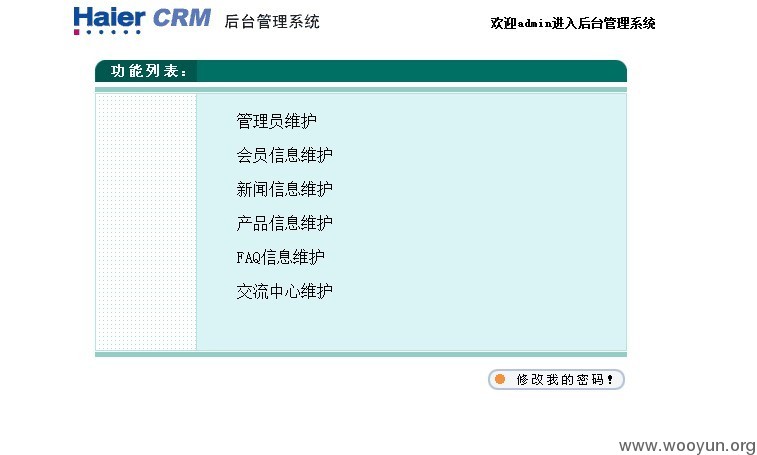 Haier CRM 后台管理系统
欢迎admin进入后台管理系统
功能列表：
管理员维护
会员信息维护
新闻信息维护
产品信息维护
FAQ信息维护
交流中心维护
修改我的密码！
www.wooyun.org